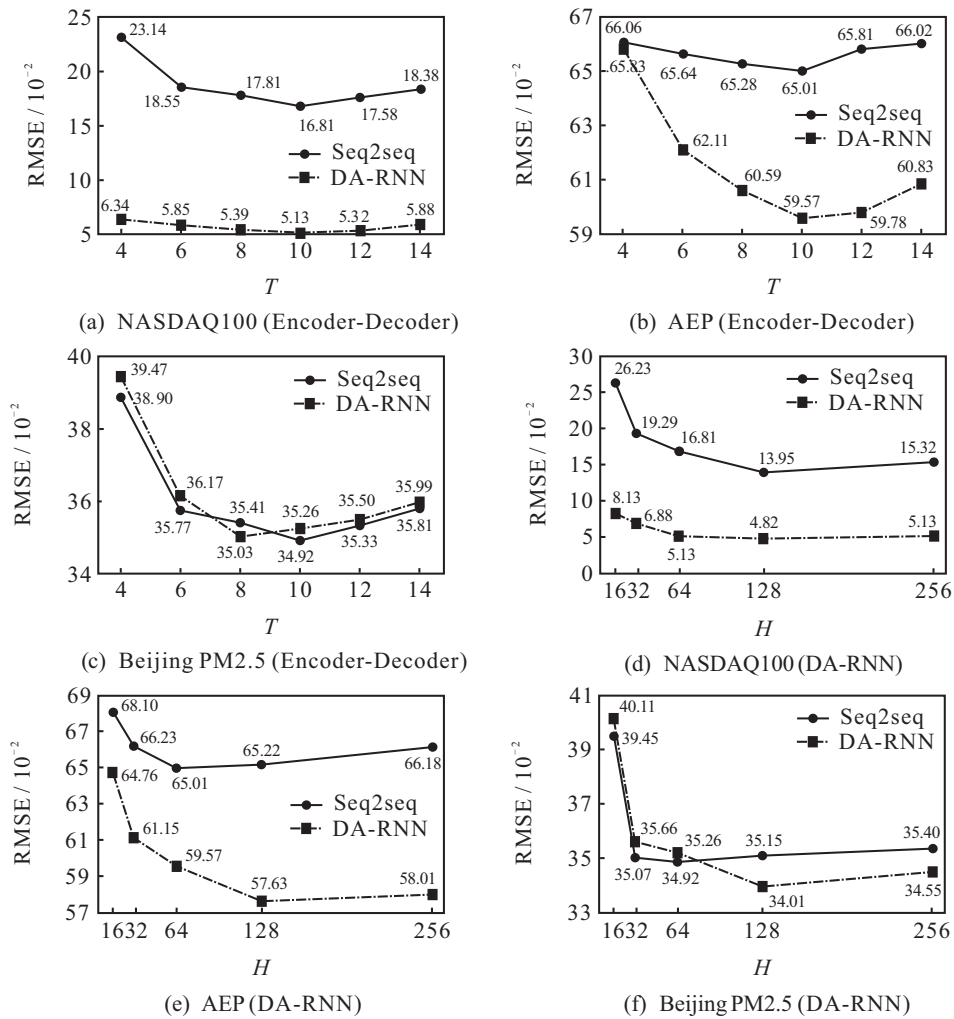 25
20
15
10
5
RMSE / 10⁻²
23.14
18.55
17.81
16.81
17.58
18.38
Seq2seq
DA-RNN
6.34
5.85
5.39
5.13
5.32
5.88
4 6 8 10 12 14
T
(a) NASDAQ100 (Encoder-Decoder)
67
65
63
61
59
RMSE / 10⁻²
66.06
65.83
65.64
65.28
65.01
65.81
66.02
Seq2seq
DA-RNN
62.11
60.59
59.57
59.78
60.83
4 6 8 10 12 14
T
(b) AEP (Encoder-Decoder)
40
38
36
34
RMSE / 10⁻²
39.47
38.90
Seq2seq
DA-RNN
36.17
35.77
35.41
35.03
35.26
34.92
35.50
35.33
35.99
35.81
4 6 8 10 12 14
T
(c) Beijing PM2.5 (Encoder-Decoder)
30
25
20
15
10
5
0
RMSE / 10⁻²
26.23
19.29
16.81
13.95
15.32
Seq2seq
DA-RNN
8.13
6.88
5.13
4.82
5.13
1632 64 128 256
H
(d) NASDAQ100 (DA-RNN)
69
67
65
63
61
59
57
RMSE / 10⁻²
68.10
66.23
65.01
65.22
66.18
64.76
61.15
59.57
57.63
58.01
Seq2seq
DA-RNN
1632 64 128 256
H
(e) AEP (DA-RNN)
41
39
37
35
33
RMSE / 10⁻²
40.11
39.45
Seq2seq
DA-RNN
35.66
35.07
35.26
34.92
35.15
34.01
35.40
34.55
1632 64 128 256
H
(f) Beijing PM2.5 (DA-RNN)